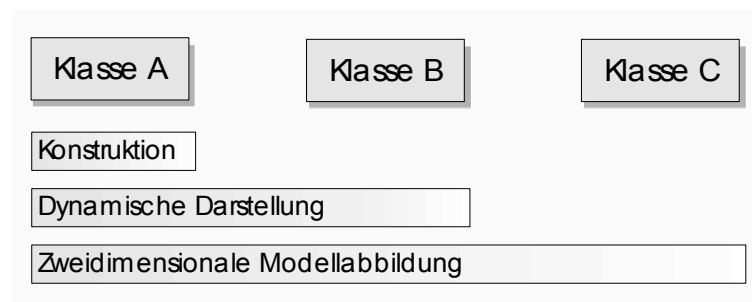 Klasse A
Klasse B
Klasse C
Konstruktion
Dynamische Darstellung
Zweidimensionale Modellabbildung